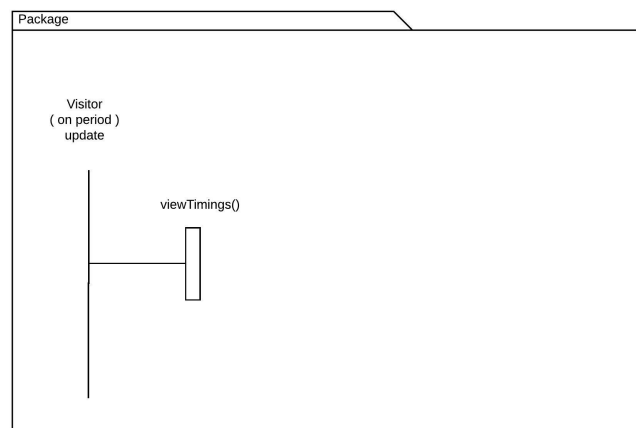 Package
Visitor
( on period )
update
viewTimings()